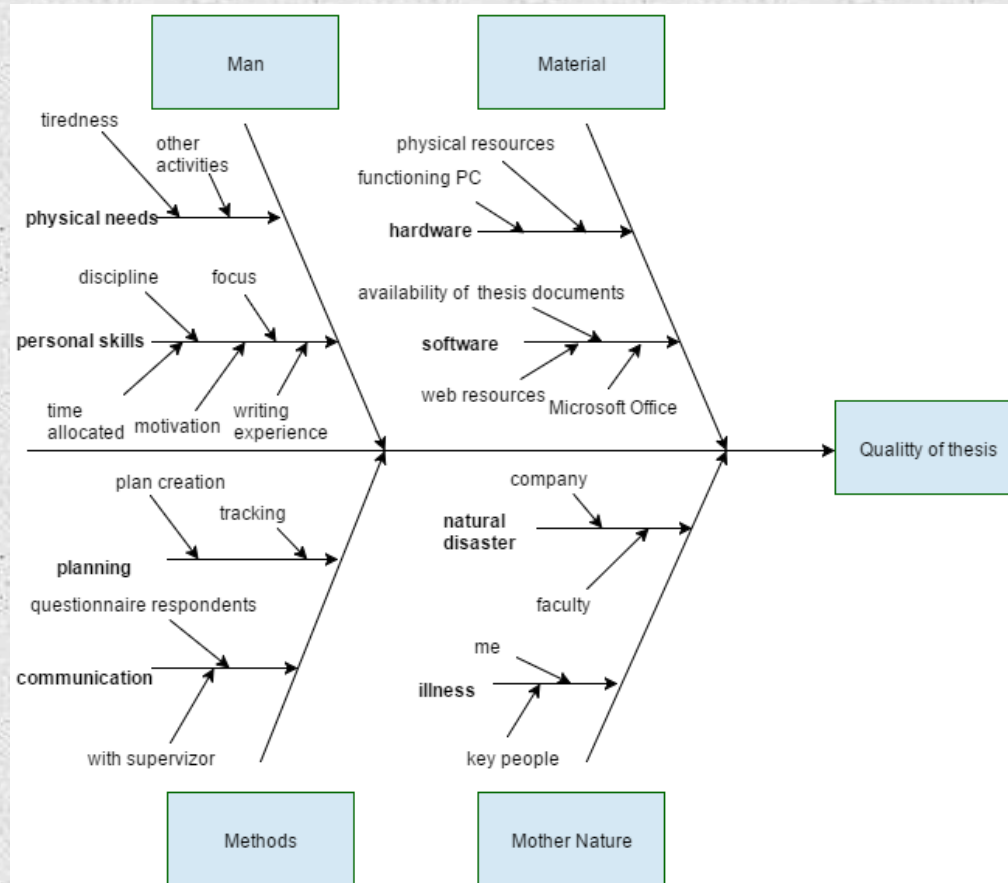 Man
Material
tiredness
other
activities
physical needs
physical resources
functioning PC
hardware
discipline
focus
personal skills
time
allocated
motivation
writing
experience
availability of thesis documents
software
web resources
Microsoft Office
Qualitty of thesis
plan creation
tracking
planning
questionnaire respondents
communication
with supervizor
company
natural
disaster
faculty
me
illness
key people
Methods
Mother Nature